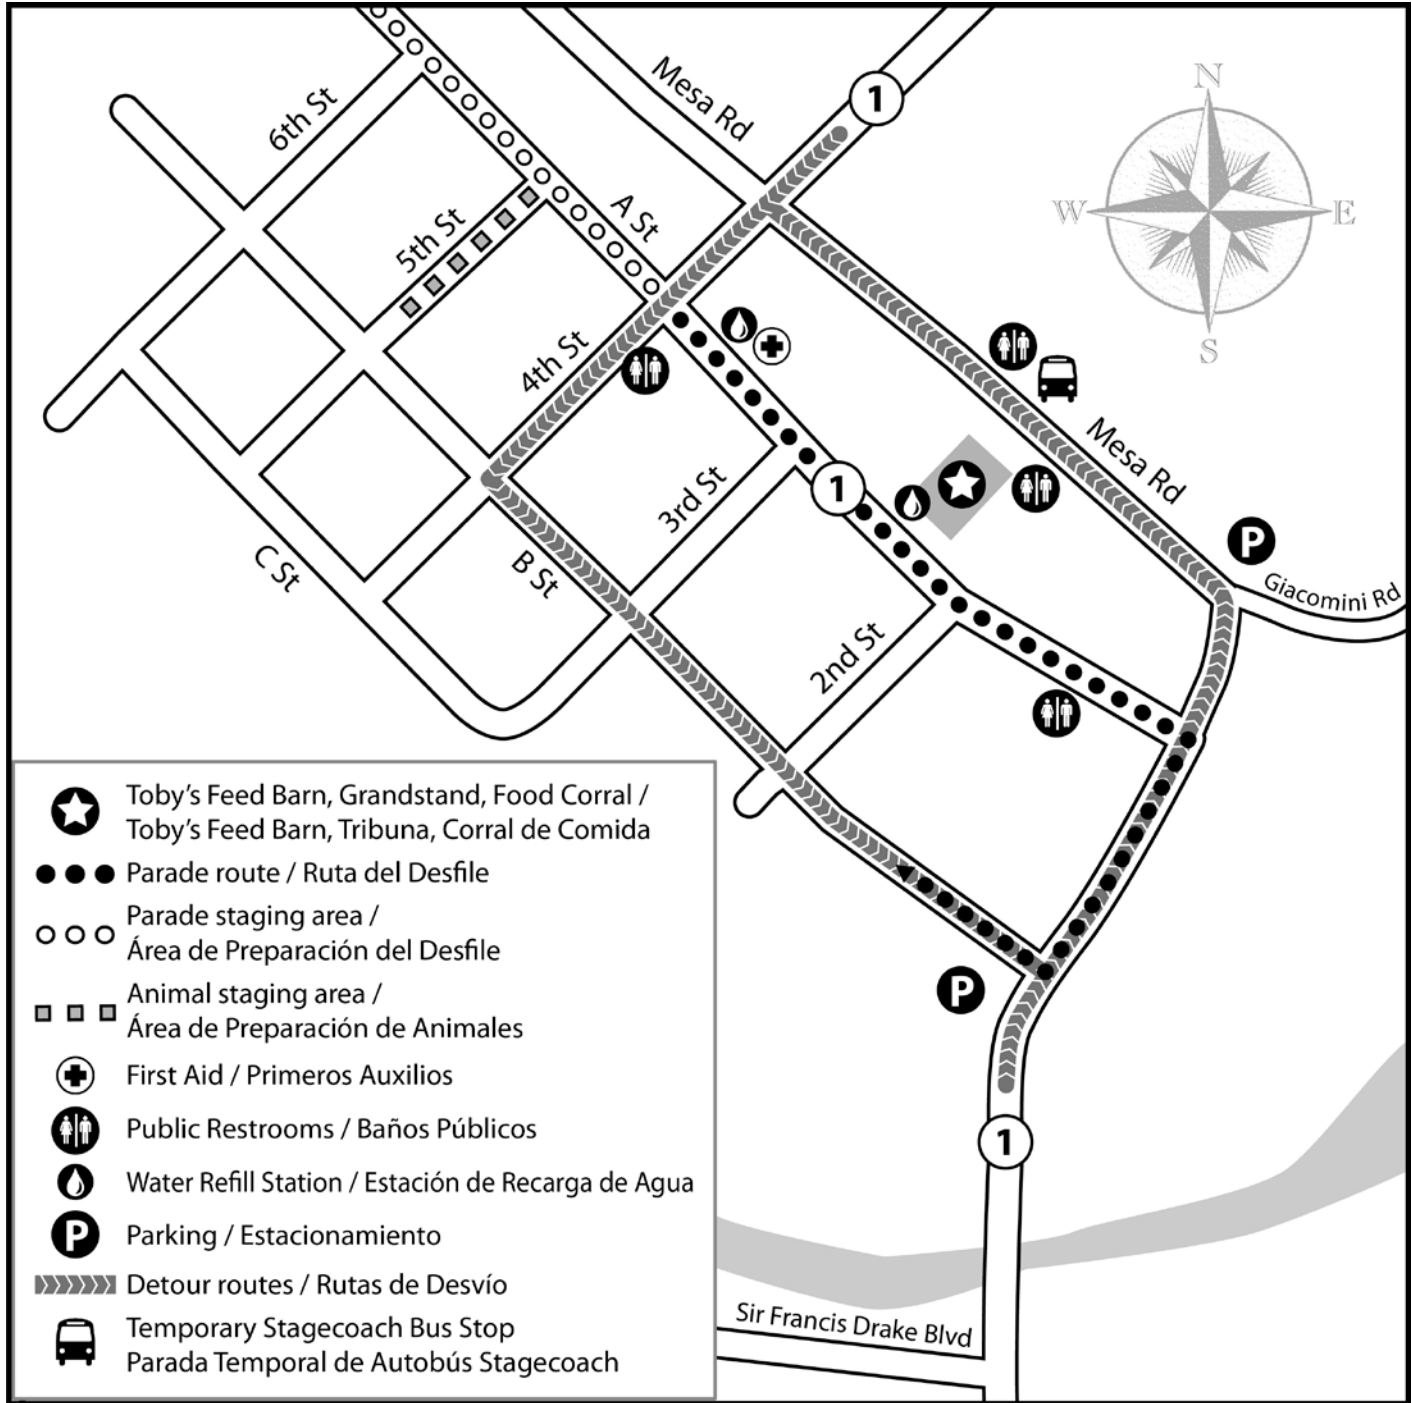 Mesa Rd
1
N
6th St
W
E
A St
5th St
S
4th St
Mesa Rd
1
3rd St
P
C St
B St
Giacomini Rd
2nd St
P
1
Sir Francis Drake Blvd
Toby's Feed Barn, Grandstand, Food Corral /
Toby's Feed Barn, Tribuna, Corral de Comida
Parade route / Ruta del Desfile
Parade staging area /
Área de Preparación del Desfile
Animal staging area /
Área de Preparación de Animales
First Aid / Primeros Auxilios
Public Restrooms / Baños Públicos
Water Refill Station / Estación de Recarga de Agua
P Parking / Estacionamiento
Detour routes / Rutas de Desvío
Temporary Stagecoach Bus Stop
Parada Temporal de Autobús Stagecoach